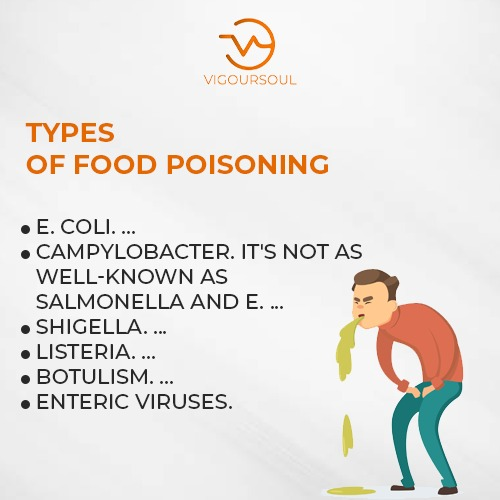 VIGOURSOUL
TYPES
OF FOOD POISONING
● E. COLI. ...
● CAMPYLOBACTER. IT'S NOT AS
WELL-KNOWN AS
SALMONELLA AND E. ...
● SHIGELLA. ...
● LISTERIA. ...
● BOTULISM. ...
● ENTERIC VIRUSES.